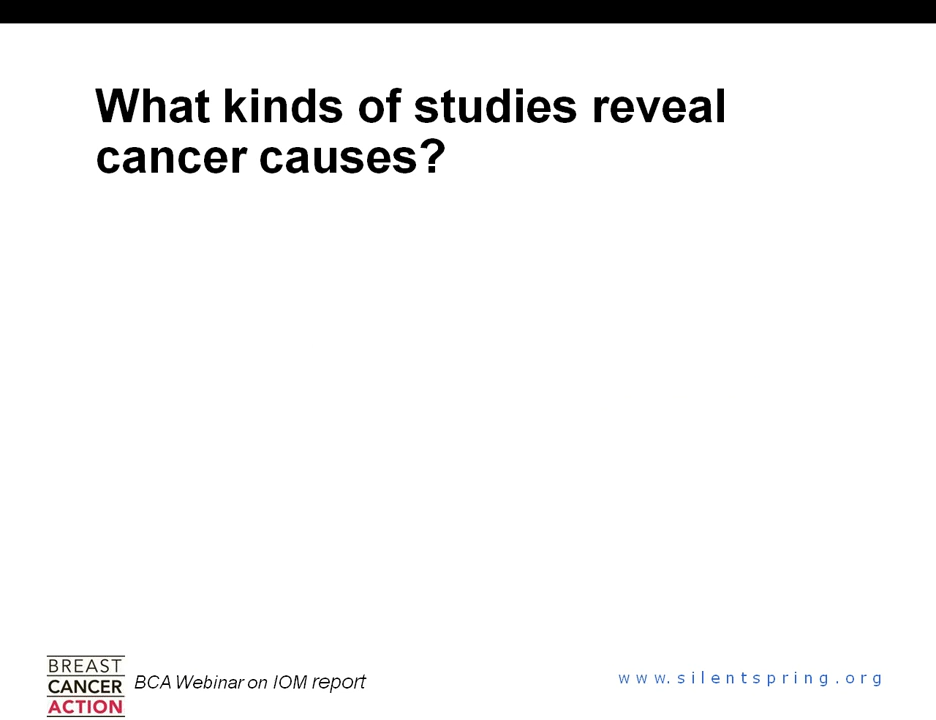 What kinds of studies reveal
cancer causes?
BREAST
CANCER
ACTION
BCA Webinar on IOM report
www.silentspring.org